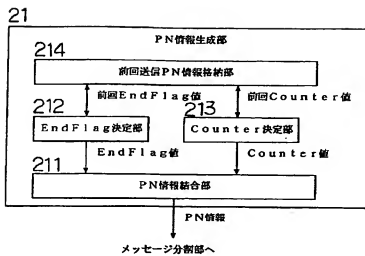 21
PN情報生成部
214
前回送信PN情報格納部
前回EndFlag値
前回Counter値
212
213
EndFlag決定部
Counter決定部
EndFlag値
Counter値
211
PN情報結合部
PN情報
メッセージ分割部へ